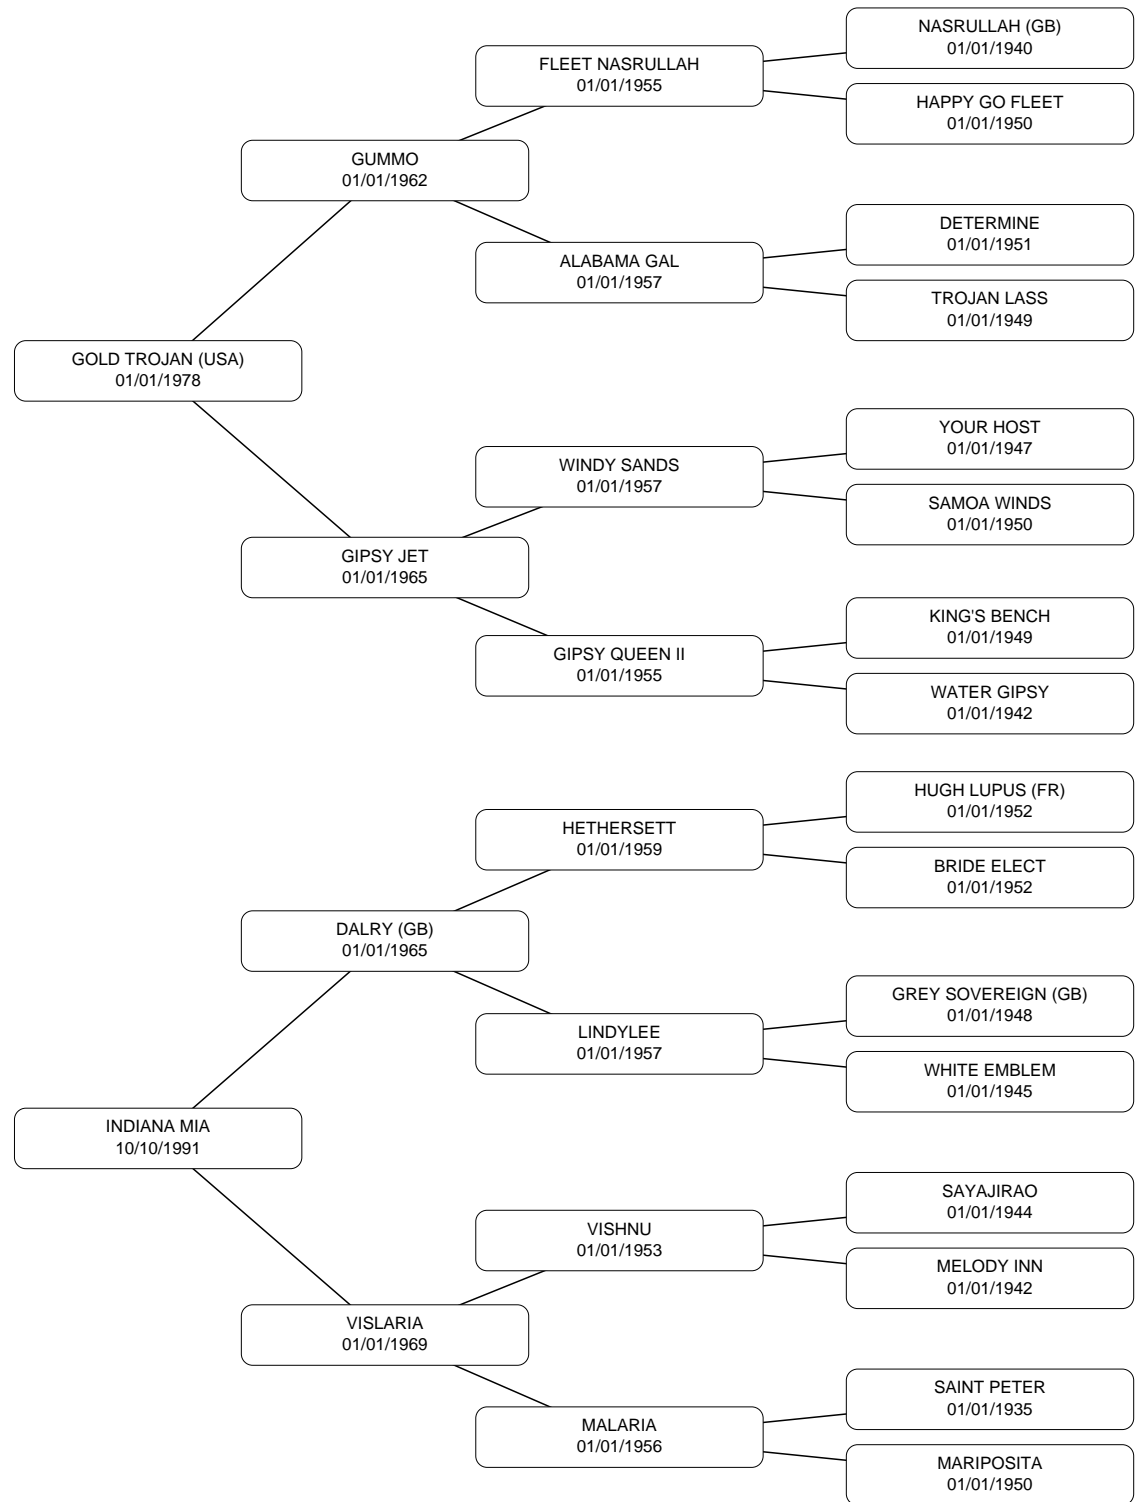 NASRULLAH (GB)
01/01/1940
FLEET NASRULLAH
01/01/1955
HAPPY GO FLEET
01/01/1950
GUMMO
01/01/1962
DETERMINE
01/01/1951
ALABAMA GAL
01/01/1957
TROJAN LASS
01/01/1949
GOLD TROJAN (USA)
01/01/1978
YOUR HOST
01/01/1947
WINDY SANDS
01/01/1957
SAMOA WINDS
01/01/1950
GIPSY JET
01/01/1965
KING'S BENCH
01/01/1949
GIPSY QUEEN II
01/01/1955
WATER GIPSY
01/01/1942
HUGH LUPUS (FR)
01/01/1952
HETHERSETT
01/01/1959
BRIDE ELECT
01/01/1952
DALRY (GB)
01/01/1965
GREY SOVEREIGN (GB)
01/01/1948
LINDYLEE
01/01/1957
WHITE EMBLEM
01/01/1945
INDIANA MIA
10/10/1991
SAYAJIRAO
01/01/1944
VISHNU
01/01/1953
MELODY INN
01/01/1942
VISLARIA
01/01/1969
SAINT PETER
01/01/1935
MALARIA
01/01/1956
MARIPOSITA
01/01/1950